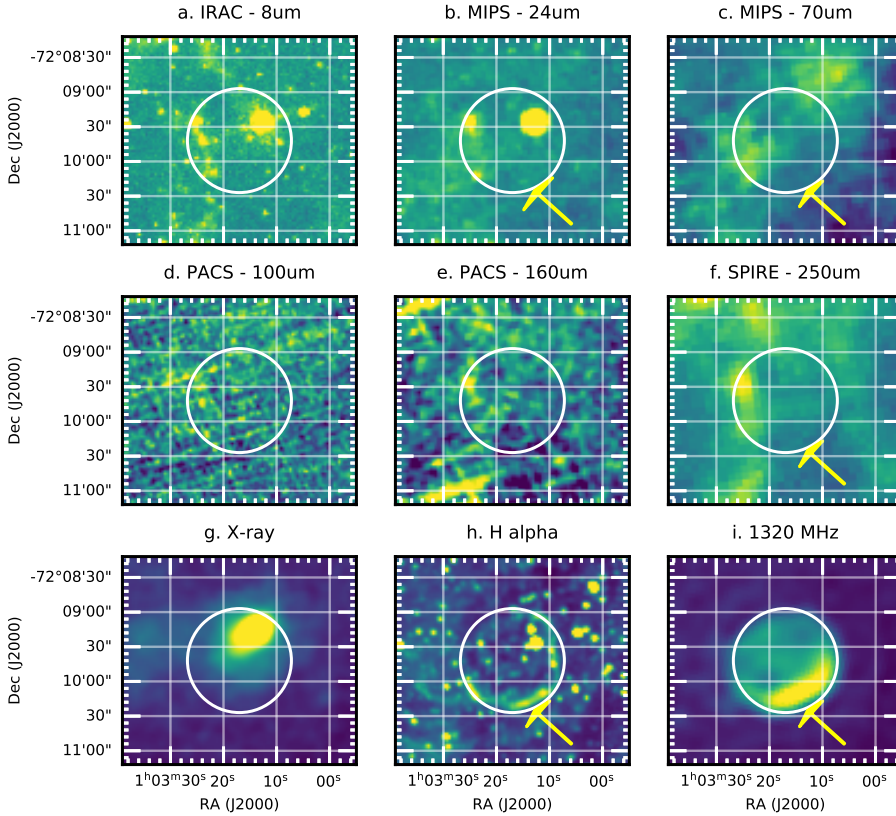 a. IRAC - 8um
b. MIPS - 24um
c. MIPS - 70um
Dec (J2000)
-72°08'30"
09'00"
30"
10'00"
30"
11'00"
d. PACS - 100um
e. PACS - 160um
f. SPIRE - 250um
Dec (J2000)
-72°08'30"
09'00"
30"
10'00"
30"
11'00"
g. X-ray
h. H alpha
i. 1320 MHz
Dec (J2000)
-72°08'30"
09'00"
30"
10'00"
30"
11'00"
1ʰ03ᵐ30ˢ 20ˢ 10ˢ 00ˢ
1ʰ03ᵐ30ˢ 20ˢ 10ˢ 00ˢ
1ʰ03ᵐ30ˢ 20ˢ 10ˢ 00ˢ
RA (J2000)
RA (J2000)
RA (J2000)